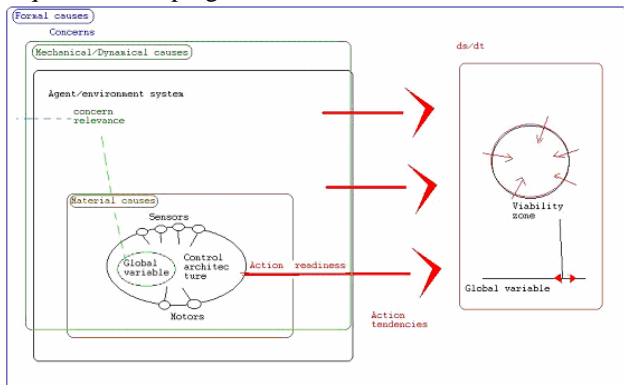 Formal causes
Concerns
Mechanical/Dynamical causes
ds/dt
Agent/environment system
concern
relevance
Material causes
Sensors
Global
variable
Control
architec
ture
Action readiness
Motors
Viability
zone
Global variable
Action
tendencies